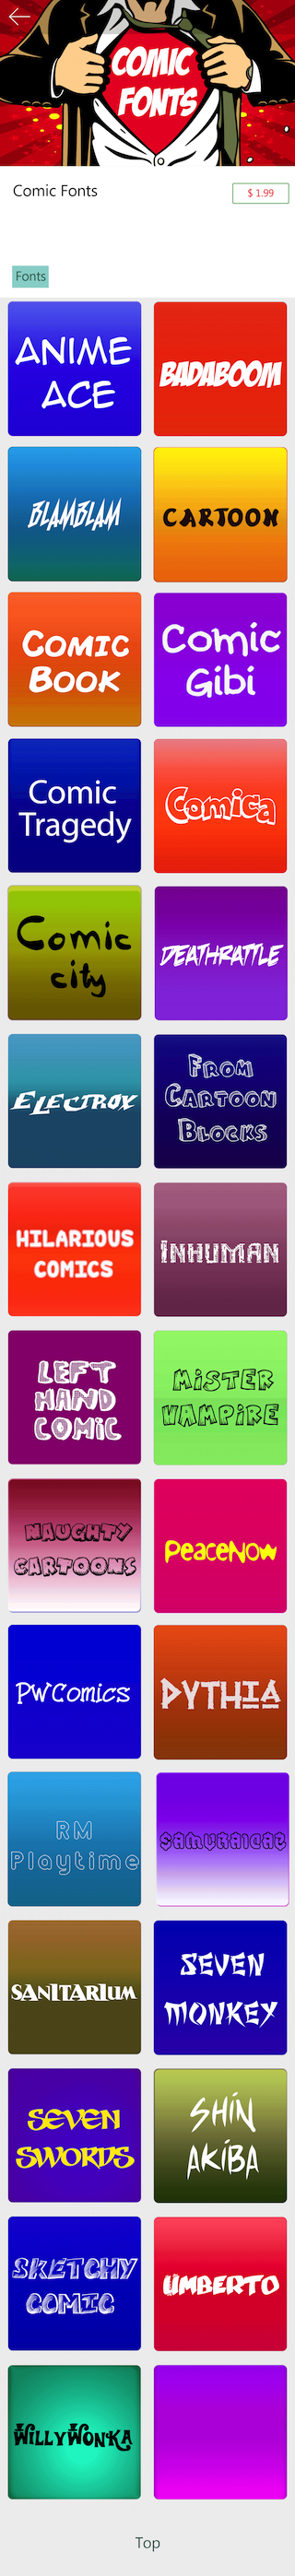 COMIC
FONTS
Comic Fonts
$ 1.99
Fonts
ANIME
ACE
BADABOOM
BLAMBLAM
CARTOON
COMIC
BOOK
Comic
Gibi
Comic
Tragedy
Comica
Comic
city
DEATHRATTLE
ELECTROX
FROM
CARTOON
BLOCKS
HILARIOUS
COMICS
INHUMAN
LEFT
HAND
COMIC
MISTER
VAMPIRE
NAUGHTY
CARTOONS
PeaceNow
PWComics
PYTHIA
RM
Playtime
SAMURAICAB
SANITARIUM
SEVEN
MONKEY
SEVEN
SWORDS
SHIN
AKIBA
SKETCHY
COMIC
UMBERTO
WILLYWONKA
Top